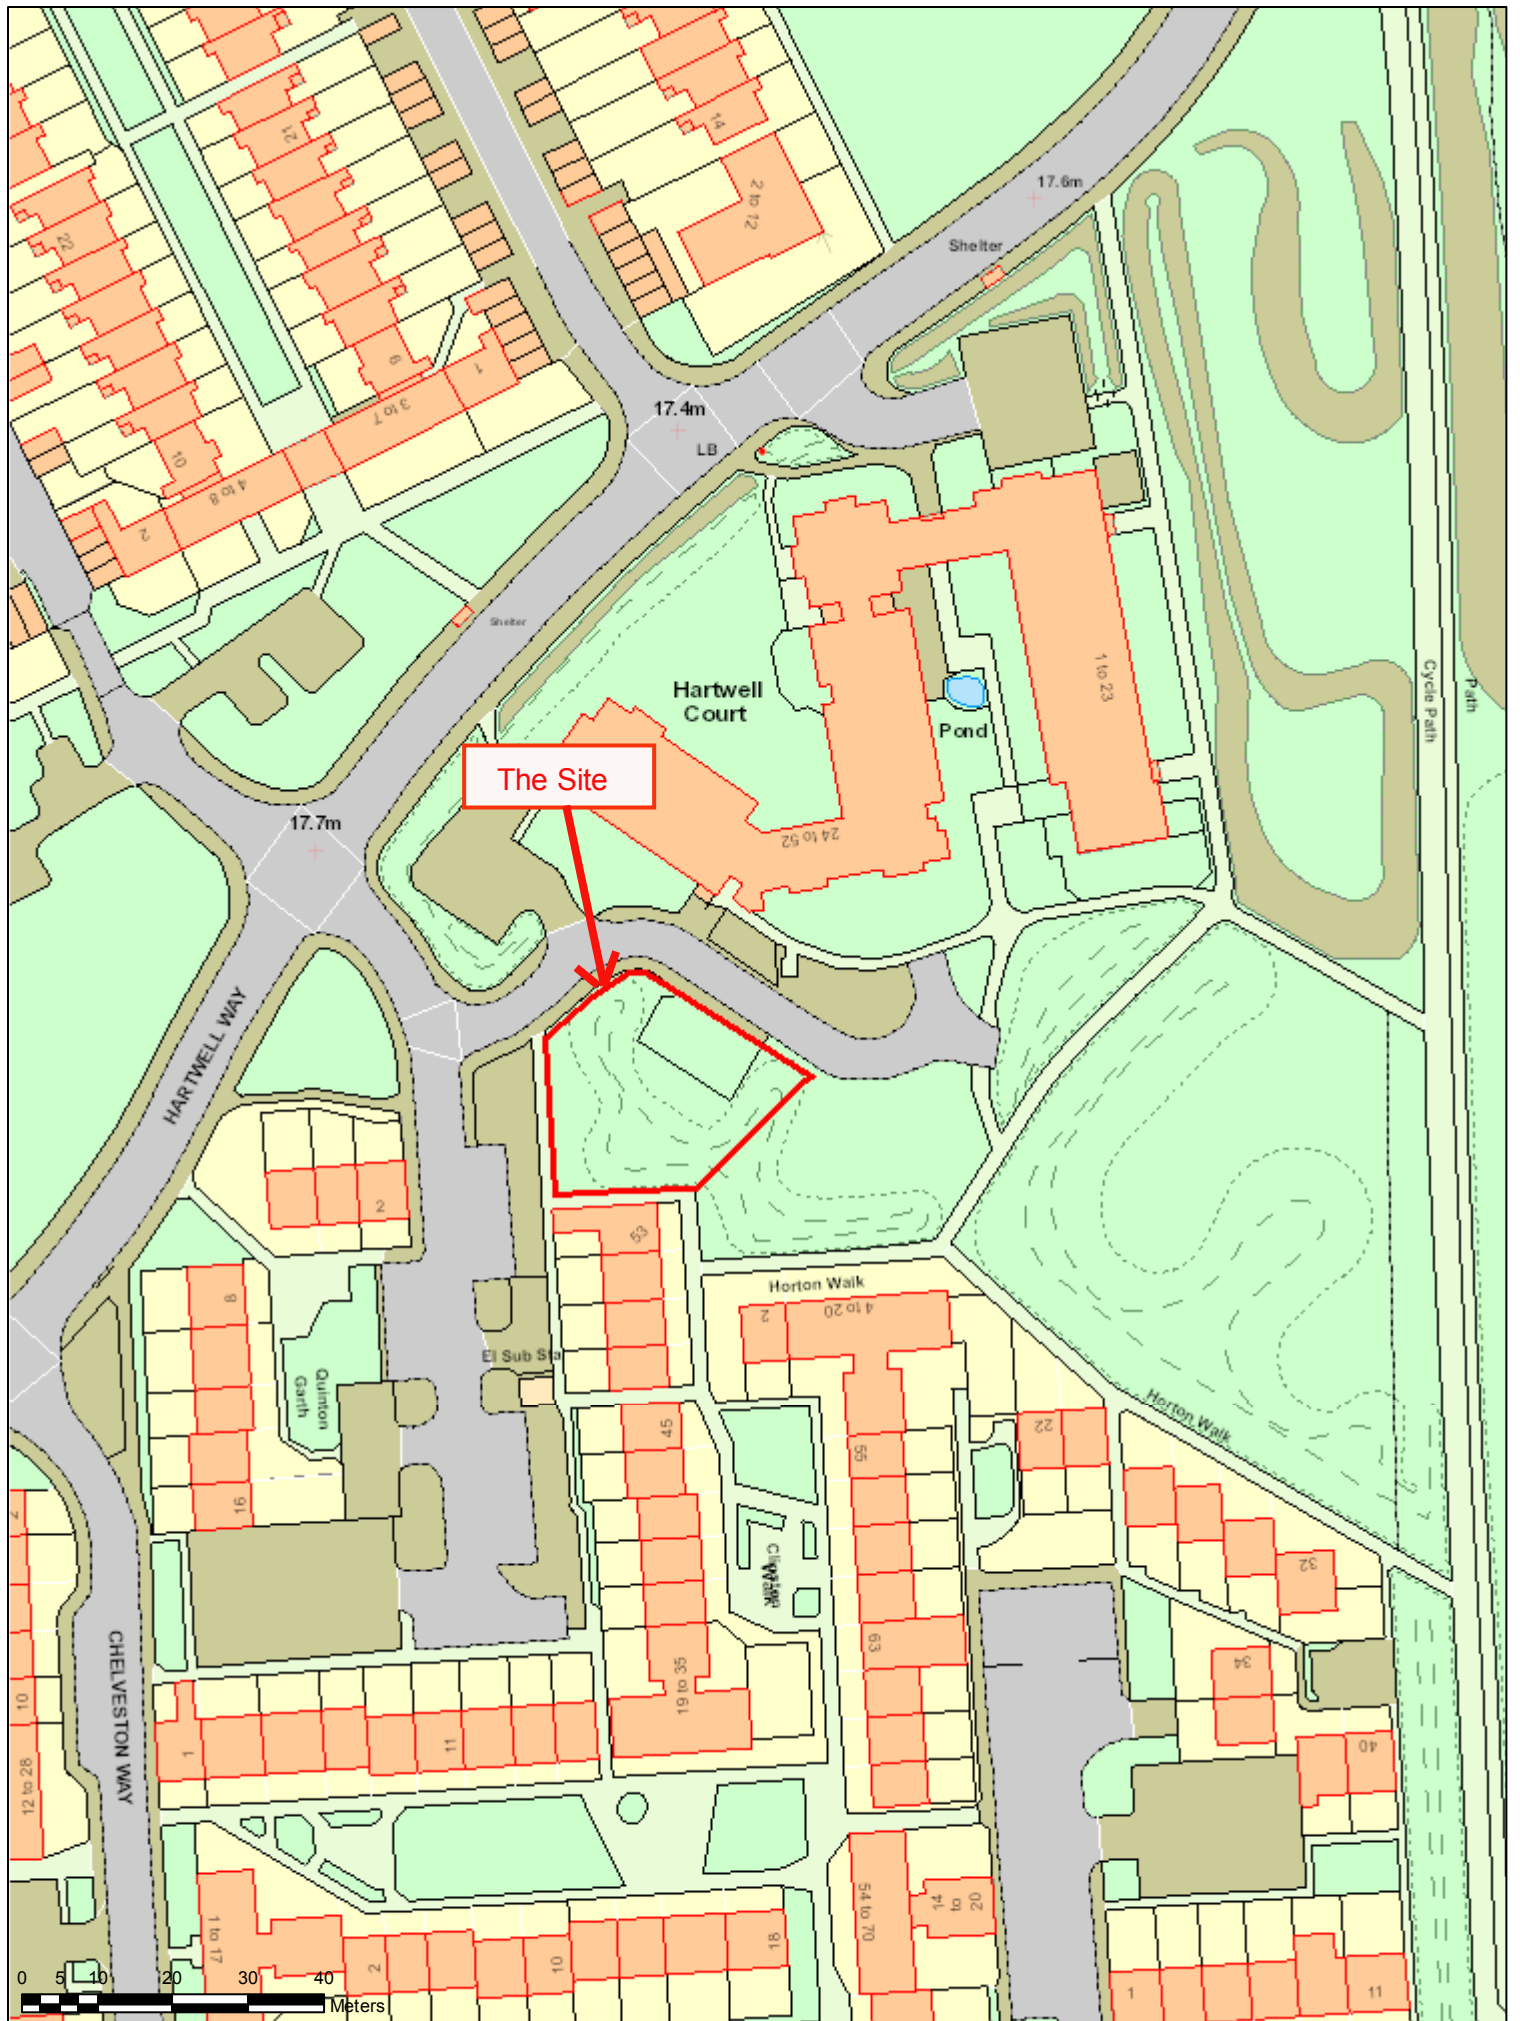 21
14
2 to 12
17.6m
Shelter
22
6
1
3 to 7
17.4m
LB
10
4 to 8
2
Shelter
Hartwell
Court
Pond
1 to 23
Cycle Path
Path
The Site
17.7m
24 to 52
HARTWELL WAY
2
53
Horton Walk
2
4 to 20
8
Quinton
Garth
El Sub Sta
Horton Walk
45
22
55
16
2
32
63
34
19 to 35
CHELVESTON WAY
10
1
11
40
12 to 28
54 to 70
14
to
20
1 to 17
18
2
10
1
11
0 5 10 20 30 40
Meters